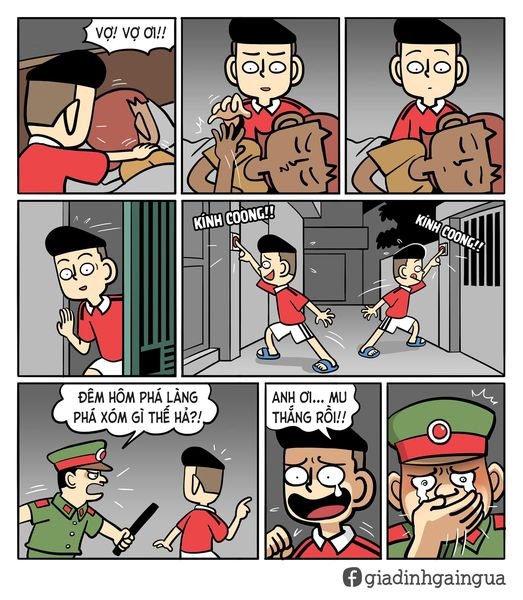 VỢ! VỢ ƠI!!
KÍNH COONG!!
KÍNH COONG!!
ĐÊM HÔM PHÁ LÀNG
PHÁ XÓM GÌ THẾ HẢ?!
ANH ƠI... MU
THẮNG RỒI!!
f giadinhgaingua